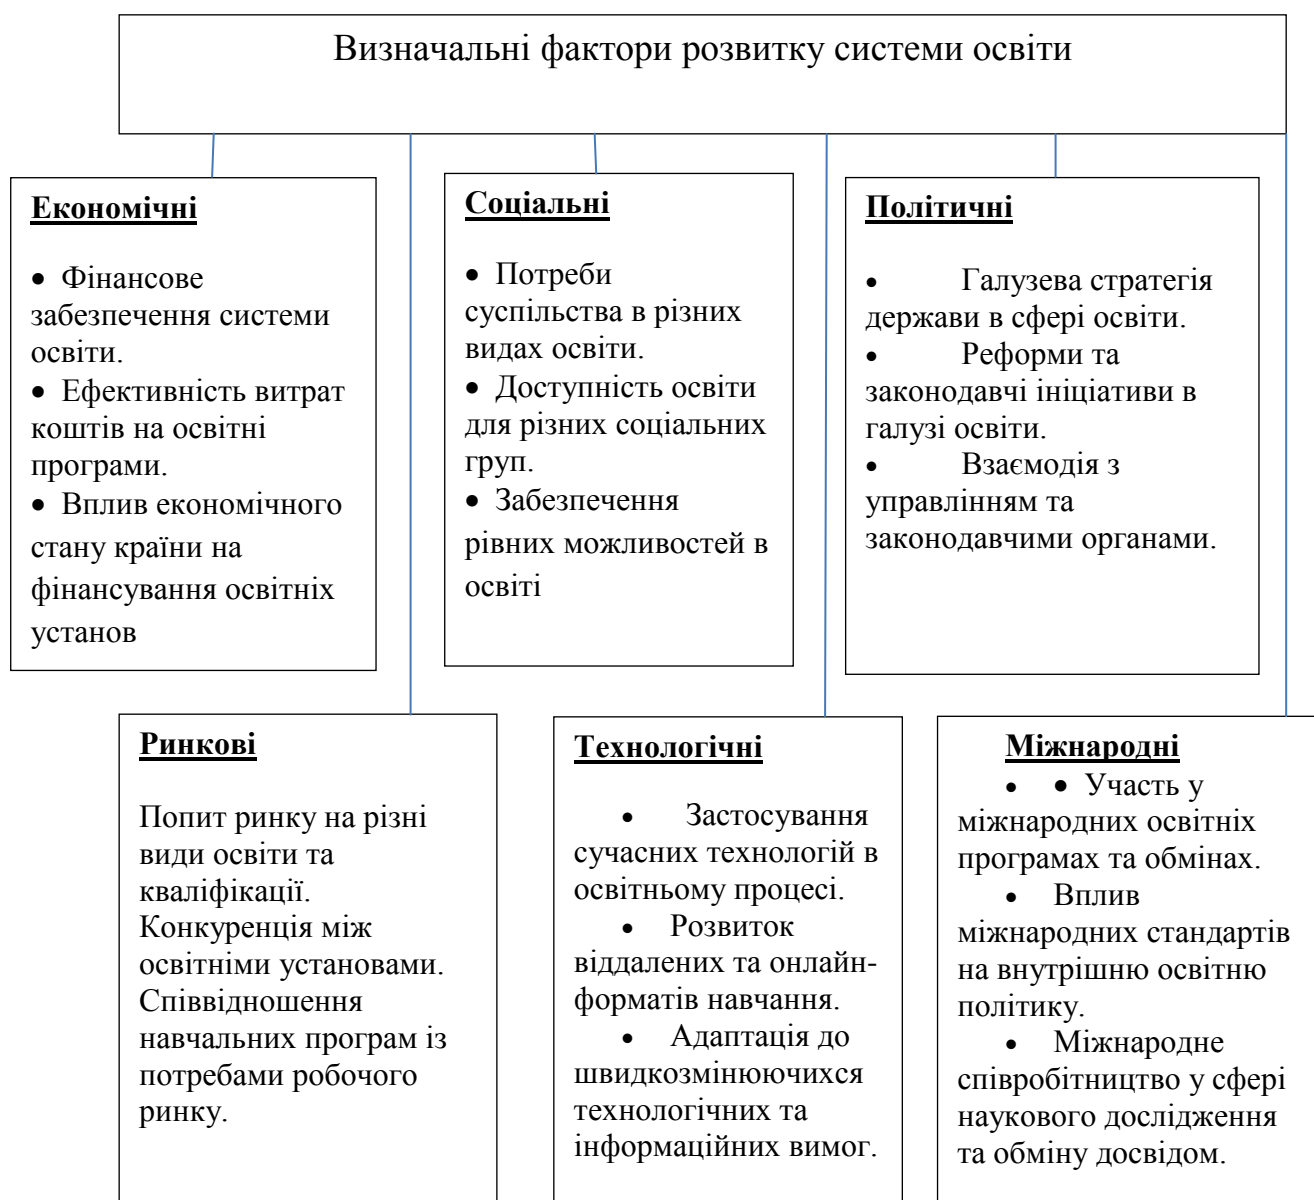 Визначальні фактори розвитку системи освіти
Економічні
• Фінансове
забезпечення системи
освіти.
• Ефективність витрат
коштів на освітні
програми.
• Вплив економічного
стану країни на
фінансування освітніх
установ
Соціальні
• Потреби
суспільства в різних
видах освіти.
• Доступність освіти
для різних соціальних
груп.
• Забезпечення
рівних можливостей в
освіті
Політичні
• Галузева стратегія
держави в сфері освіти.
• Реформи та
законодавчі ініціативи в
галузі освіти.
• Взаємодія з
управлінням та
законодавчими органами.
Ринкові
Попит ринку на різні
види освіти та
кваліфікації.
Конкуренція між
освітніми установами.
Співвідношення
навчальних програм із
потребами робочого
ринку.
Технологічні
• Застосування
сучасних технологій в
освітньому процесі.
• Розвиток
віддалених та онлайн-
форматів навчання.
• Адаптація до
швидкозмінюючихся
технологічних та
інформаційних вимог.
Міжнародні
• • Участь у
міжнародних освітніх
програмах та обмінах.
• Вплив
міжнародних стандартів
на внутрішню освітню
політику.
• Міжнародне
співробітництво у сфері
наукового дослідження
та обміну досвідом.